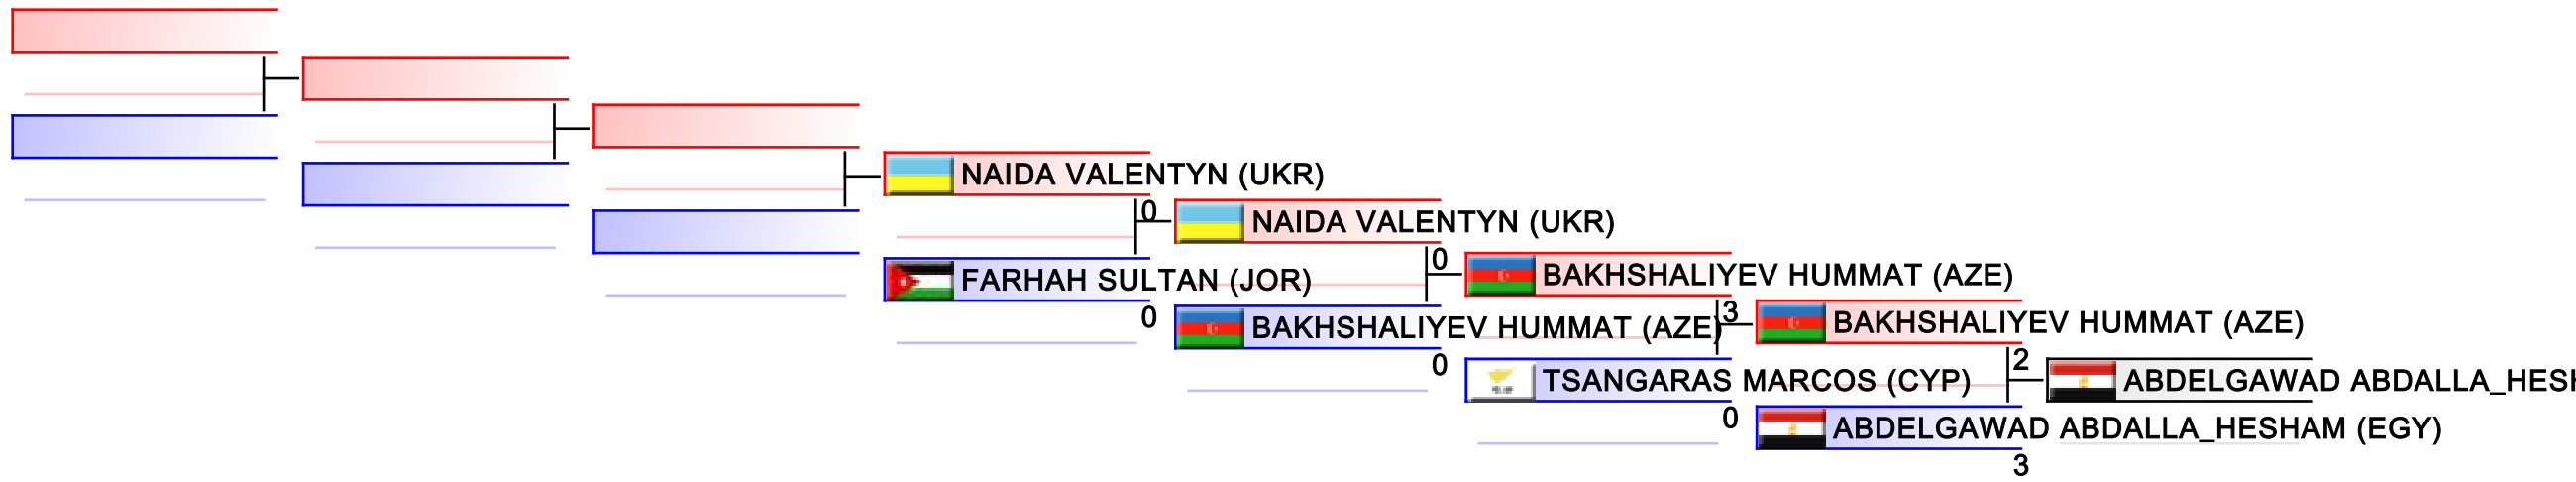 NAIDA VALENTYN (UKR)
0
NAIDA VALENTYN (UKR)
0
FARHAH SULTAN (JOR)
0
BAKHSHALIYEV HUMMAT (AZE)
3
BAKHSHALIYEV HUMMAT (AZE)
0
BAKHSHALIYEV HUMMAT (AZE)
2
TSANGARAS MARCOS (CYP)
0
ABDELGAWAD ABDALLA_HESH
ABDELGAWAD ABDALLA_HESHAM (EGY)
3